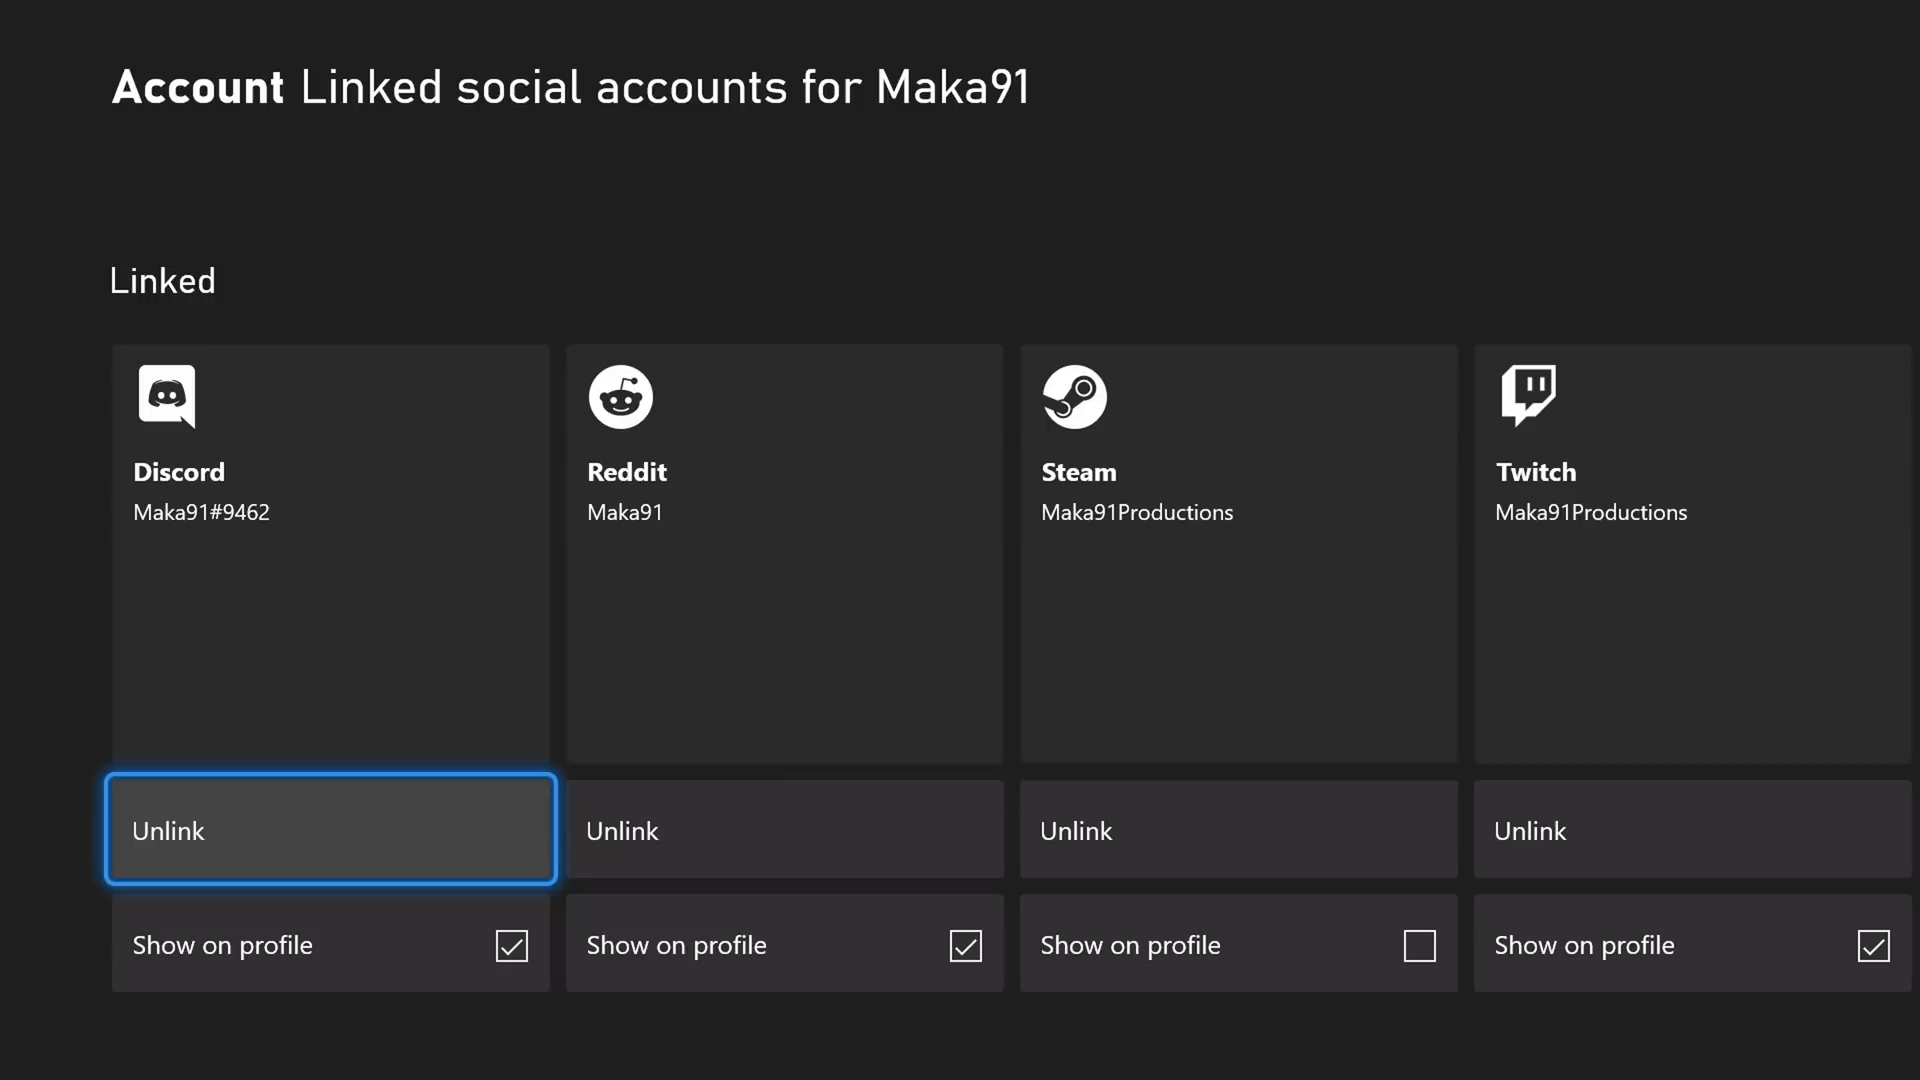 Account Linked social accounts for Maka91
Linked
Discord
Maka91#9462
Unlink
Show on profile
Reddit
Maka91
Unlink
Show on profile
Steam
Maka91Productions
Unlink
Show on profile
Twitch
Maka91Productions
Unlink
Show on profile